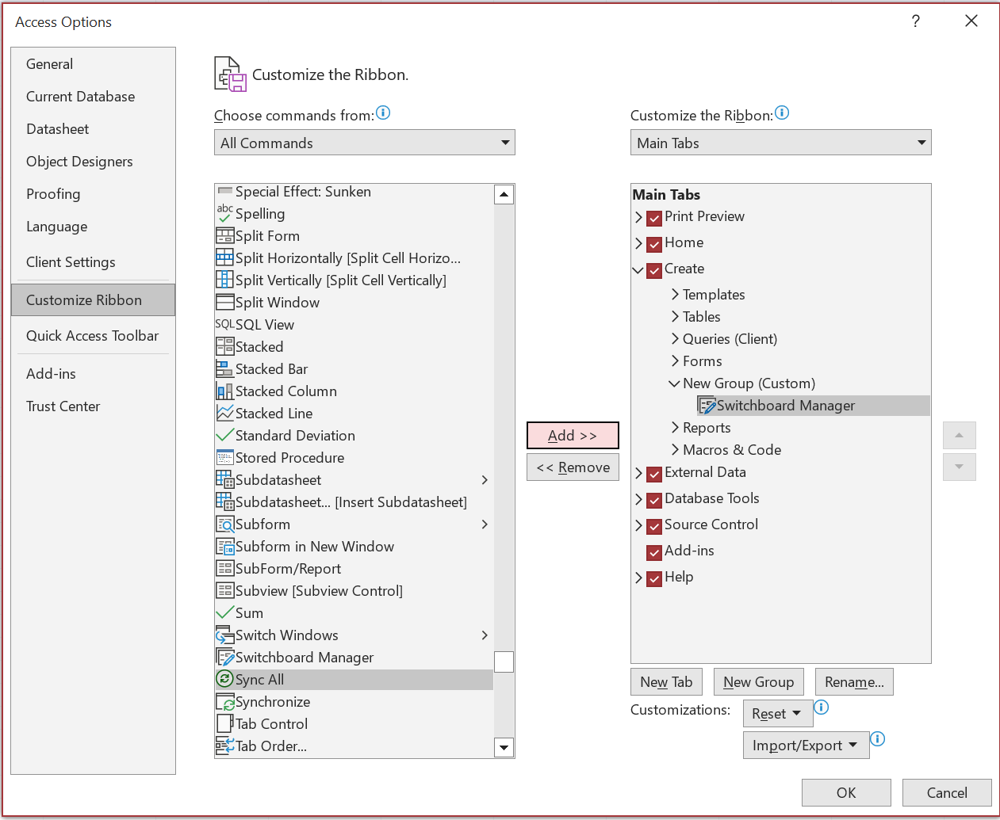 Access Options
?
General
Current Database
Datasheet
Object Designers
Proofing
Language
Client Settings
Customize Ribbon
Quick Access Toolbar
Add-ins
Trust Center
Customize the Ribbon.
Choose commands from:
All Commands
Special Effect: Sunken
abc Spelling
Split Form
Split Horizontally [Split Cell Horizo...
Split Vertically [Split Cell Vertically]
Split Window
SQL SQL View
Stacked
Stacked Bar
Stacked Column
Stacked Line
Standard Deviation
Stored Procedure
Subdatasheet
Subdatasheet... [Insert Subdatasheet]
Subform
Subform in New Window
SubForm/Report
Subview [Subview Control]
Sum
Switch Windows
Switchboard Manager
Sync All
Synchronize
Tab Control
Tab Order...
Add >>
<< Remove
Customize the Ribbon:
Main Tabs
Main Tabs
Print Preview
Home
Create
Templates
Tables
Queries (Client)
Forms
New Group (Custom)
Switchboard Manager
Reports
Macros & Code
External Data
Database Tools
Source Control
Add-ins
Help
New Tab
New Group
Rename...
Customizations:
Reset
Import/Export
OK
Cancel